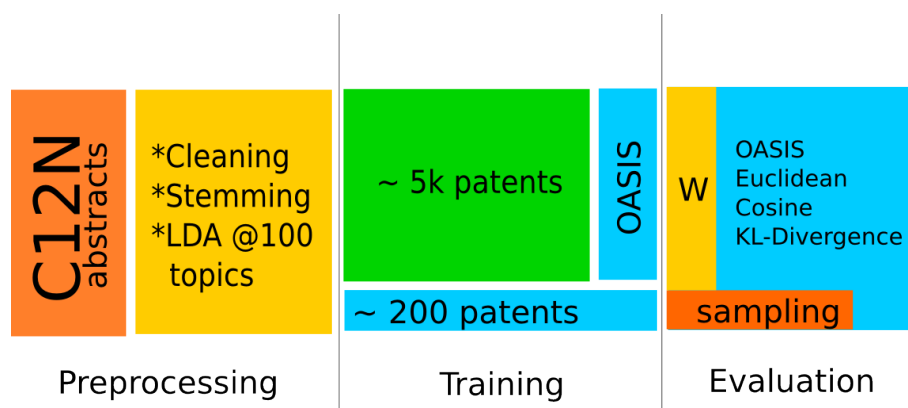 C12N
abstracts
*Cleaning
*Stemming
*LDA @100
topics
~ 5k patents
OASIS
~ 200 patents
W
OASIS
Euclidean
Cosine
KL-Divergence
sampling
Preprocessing
Training
Evaluation